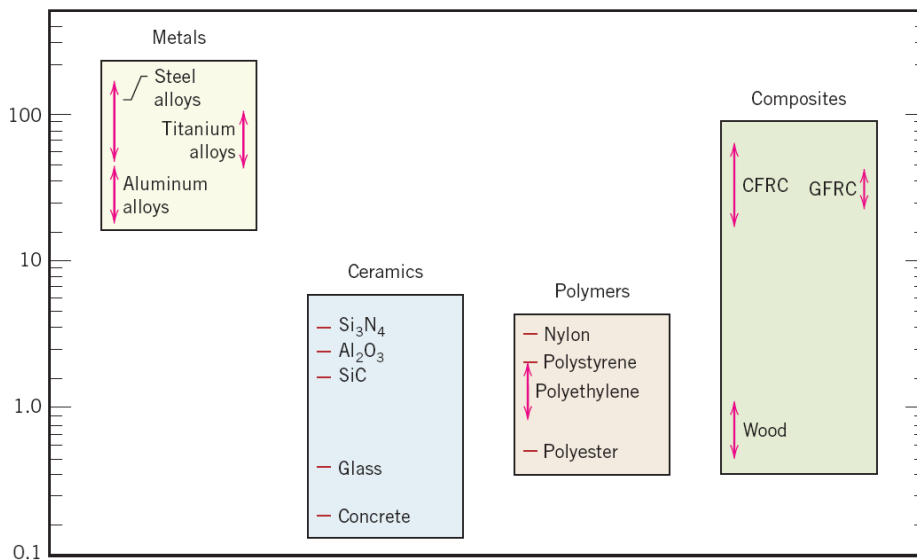 Metals
Steel
alloys
Titanium
alloys
Aluminum
alloys
Composites
CFRC
GFRC
Wood
Ceramics
Si₃N₄
Al₂O₃
SiC
Glass
Concrete
Polymers
Nylon
Polystyrene
Polyethylene
Polyester
100
10
1.0
0.1